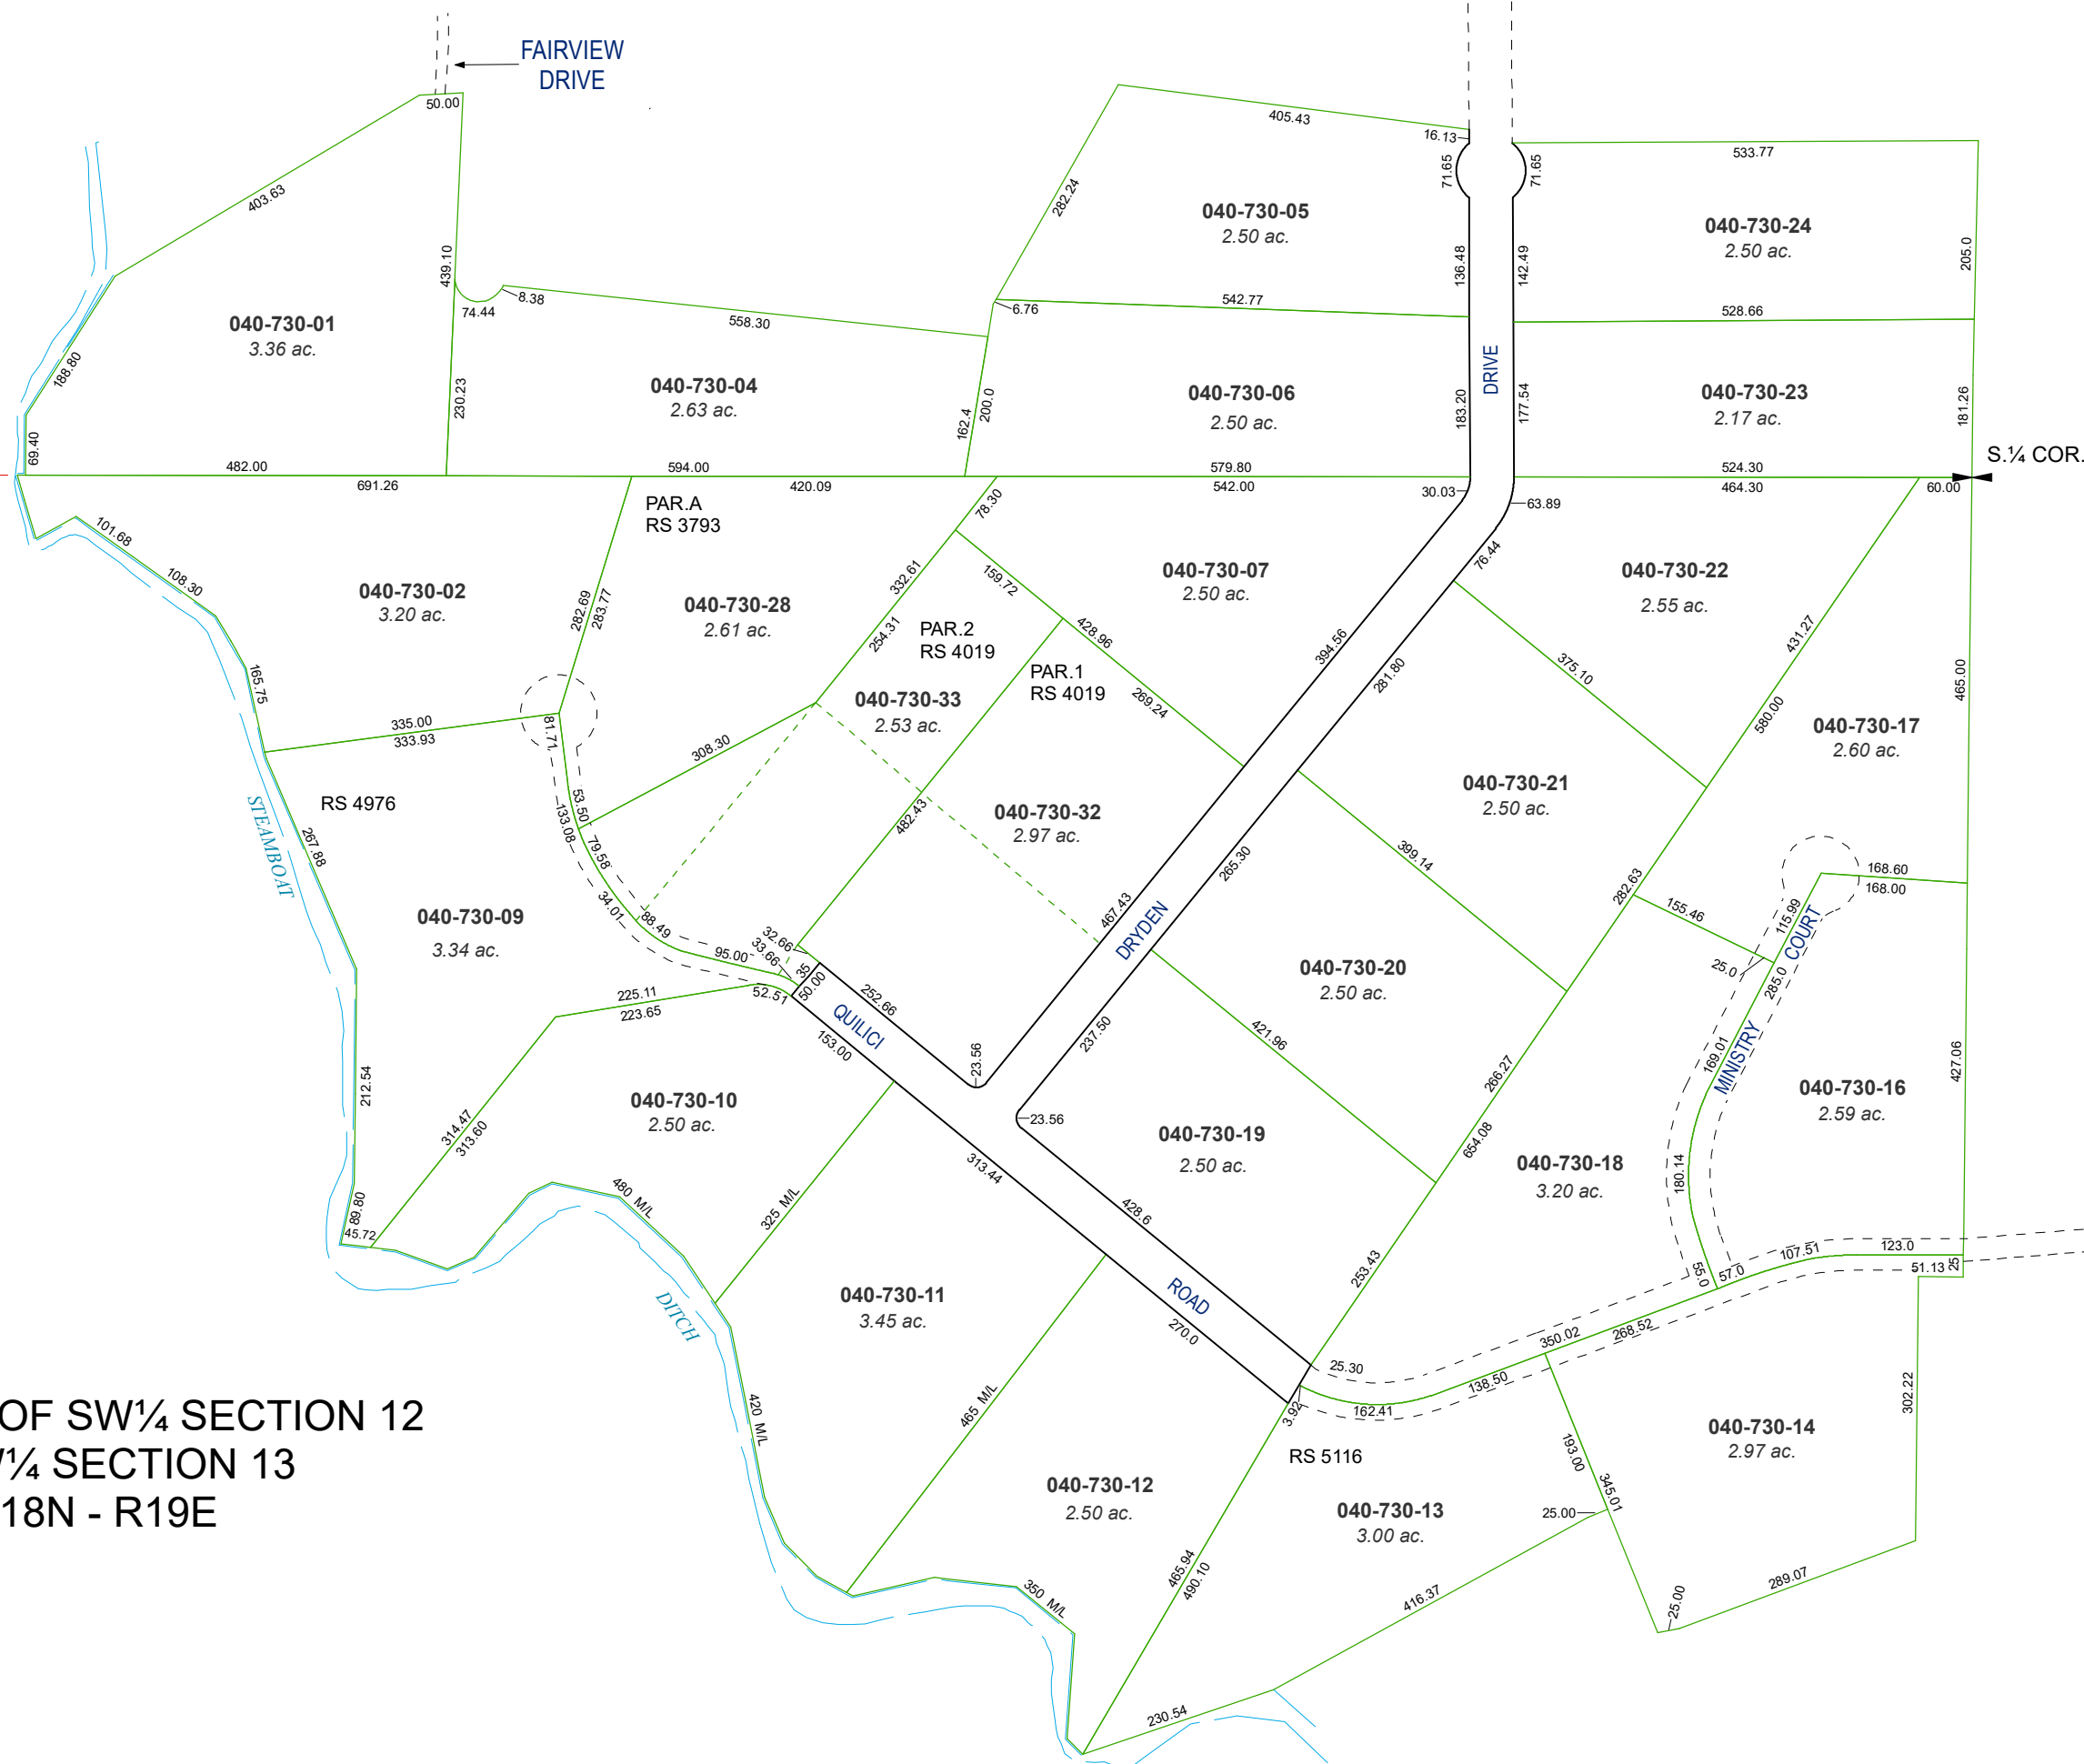 FAIRVIEW
DRIVE
50.00
405.43
16.13
71.65
71.65
533.77
403.63
282.24
040-730-05
2.50 ac.
040-730-24
2.50 ac.
205.0
439.10
136.48
142.49
8.38
74.44
558.30
542.77
6.76
528.66
040-730-01
3.36 ac.
188.80
040-730-04
2.63 ac.
230.23
162.4
200.0
040-730-06
2.50 ac.
183.20
DRIVE
177.54
040-730-23
2.17 ac.
181.26
69.40
482.00
594.00
579.80
524.30
S.¼ COR.
691.26
420.09
542.00
30.03
464.30
60.00
63.89
PAR.A
RS 3793
78.30
101.68
108.30
76.44
040-730-02
3.20 ac.
282.69
283.77
040-730-28
2.61 ac.
332.61
254.31
159.72
428.96
040-730-07
2.50 ac.
040-730-22
2.55 ac.
431.27
PAR.2
RS 4019
PAR.1
RS 4019
394.56
281.80
375.10
465.00
165.75
335.00
333.93
81.71
308.30
040-730-33
2.53 ac.
269.24
580.00
040-730-17
2.60 ac.
RS 4976
STEAMBOAT
267.88
53.50
133.08
79.58
482.43
040-730-32
2.97 ac.
040-730-21
2.50 ac.
265.30
399.14
282.63
168.60
168.00
155.46
115.99
COURT
040-730-09
3.34 ac.
34.01
88.49
95.00
32.66
33.66
35
50.00
52.51
467.43
DRYDEN
25.0
285.0
225.11
223.65
252.66
QUILICI
153.00
040-730-20
2.50 ac.
237.50
421.96
23.56
23.56
212.54
169.01
MINISTRY
427.06
266.27
040-730-10
2.50 ac.
314.47
313.60
040-730-19
2.50 ac.
654.08
040-730-16
2.59 ac.
040-730-18
3.20 ac.
180.14
313.44
480 M/L
325 M/L
428.6
89.80
45.72
253.43
107.51
123.0
55.0
57.0
51.13
25
DITCH
040-730-11
3.45 ac.
ROAD
270.0
350.02
268.52
25.30
138.50
162.41
3.92
302.22
OF SW¼ SECTION 12
¼ SECTION 13
18N - R19E
420 M/L
465 M/L
RS 5116
193.00
345.01
040-730-14
2.97 ac.
040-730-12
2.50 ac.
040-730-13
3.00 ac.
25.00
465.94
490.10
350 M/L
416.37
25.00
289.07
230.54